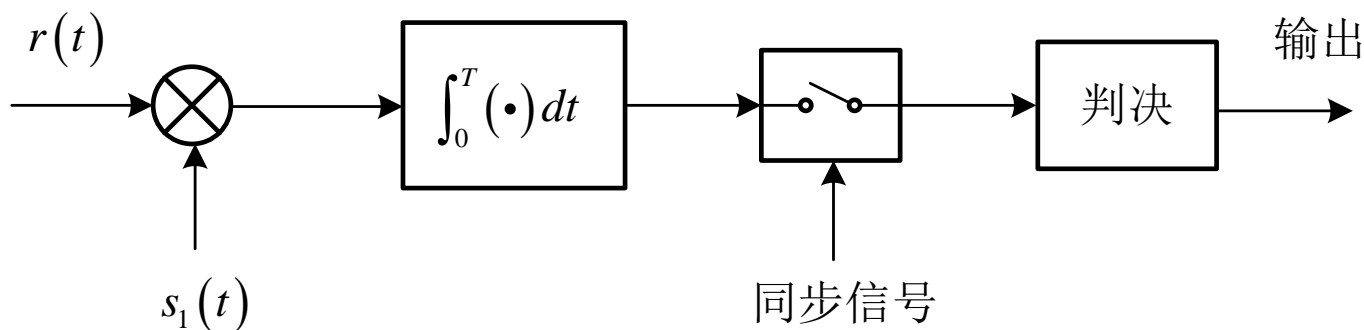 r(t)
输出
∫₀ᵀ(•)dt
判决
s₁(t)
同步信号